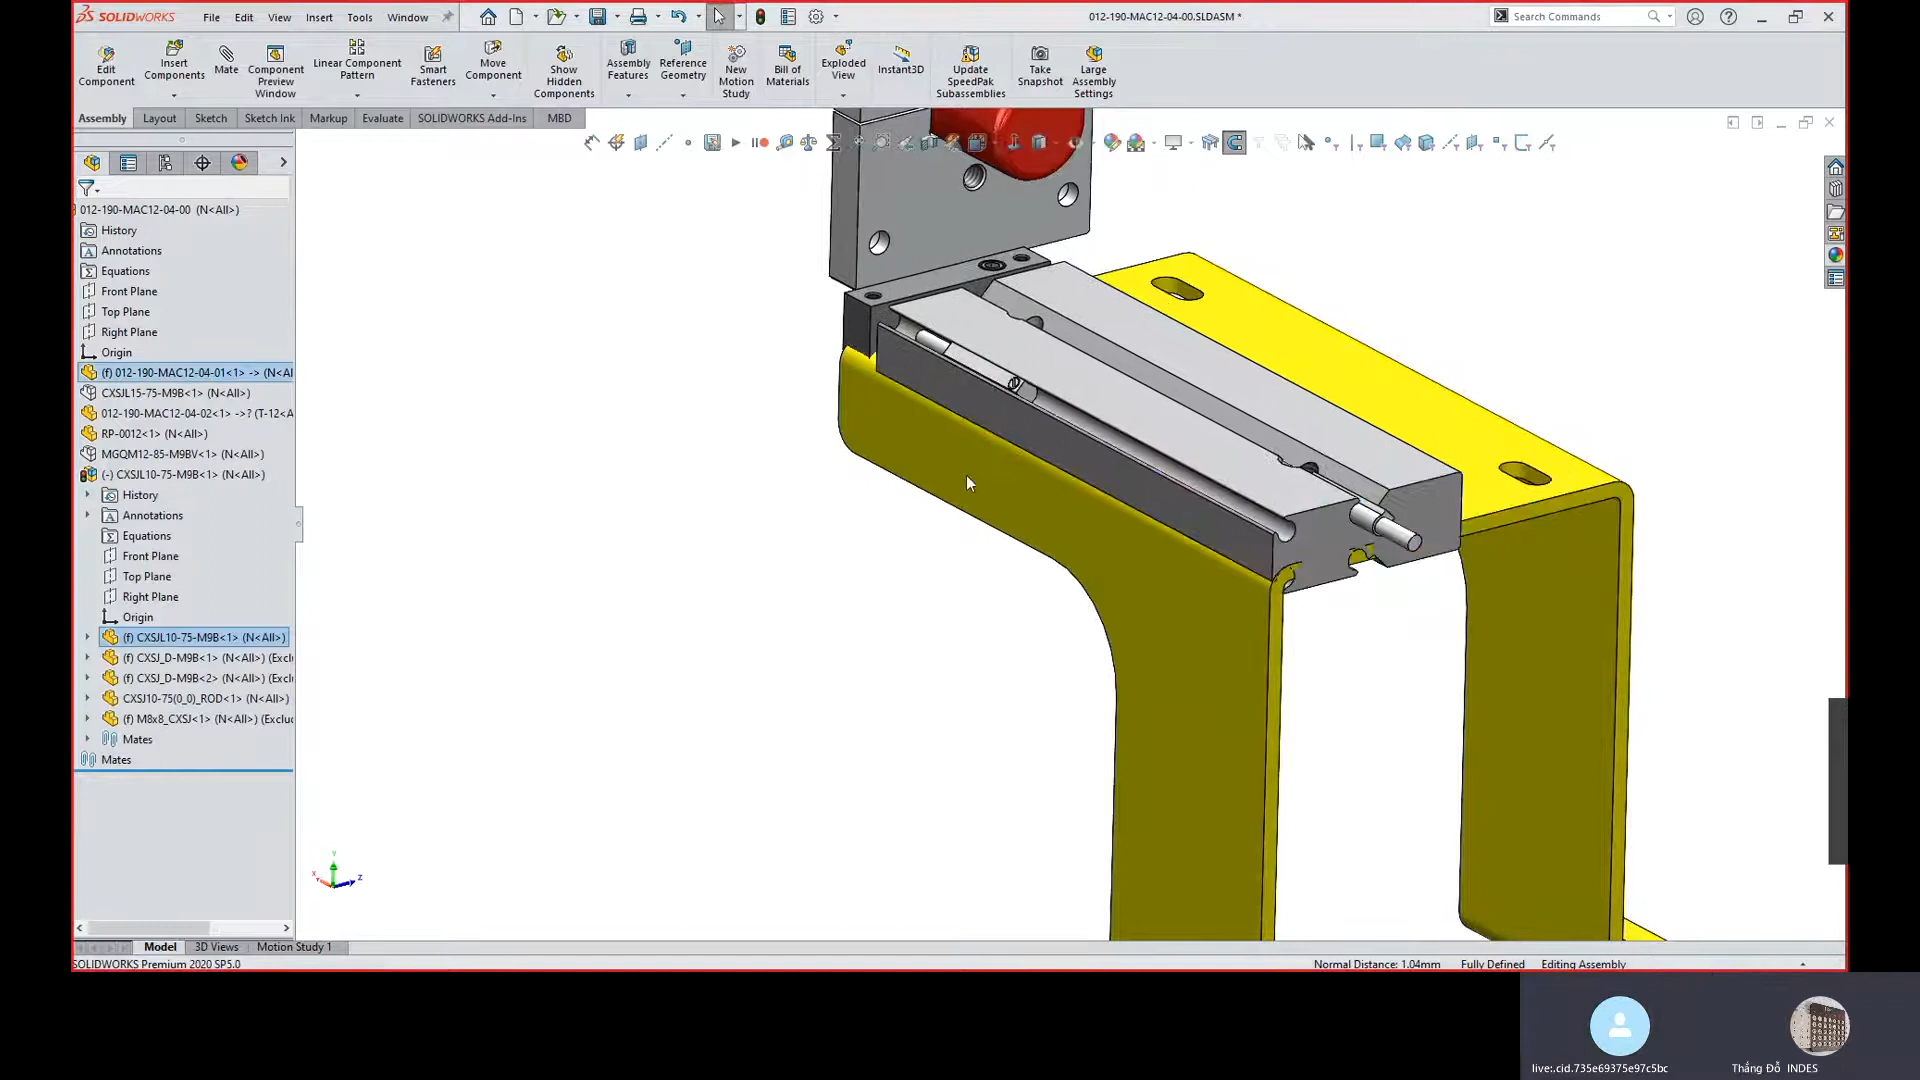 SOLIDWORKS File Edit View Insert Tools Window 012-190-MAC12-04-00.SLDASM * Search Commands
Edit Component
Insert Components
Mate
Component Preview Window
Linear Component Pattern
Smart Fasteners
Move Component
Show Hidden Components
Assembly Features
Reference Geometry
New Motion Study
Bill of Materials
Exploded View
Instant3D
Update SpeedPak Subassemblies
Take Snapshot
Large Assembly Settings
Assembly Layout Sketch Sketch Ink Markup Evaluate SOLIDWORKS Add-Ins MBD
012-190-MAC12-04-00 (N<All>)
History
Annotations
Equations
Front Plane
Top Plane
Right Plane
Origin
(f) 012-190-MAC12-04-01<1> -> (N<Al
CXSJL15-75-M9B<1> (N<All>)
012-190-MAC12-04-02<1> ->? (T-12<A
RP-0012<1> (N<All>)
MGQM12-85-M9BV<1> (N<All>)
(-) CXSJL10-75-M9B<1> (N<All>)
History
Annotations
Equations
Front Plane
Top Plane
Right Plane
Origin
(f) CXSJL10-75-M9B<1> (N<All>)
(f) CXSJ_D-M9B<1> (N<All>) (Excl
(f) CXSJ_D-M9B<2> (N<All>) (Excl
CXSJ10-75(0_0)_ROD<1> (N<All>)
(f) M8x8_CXSJ<1> (N<All>) (Exclu
Mates
Mates
Y
X
Z
Model 3D Views Motion Study 1
SOLIDWORKS Premium 2020 SP5.0 Normal Distance: 1.04mm Fully Defined Editing Assembly
live:.cid.735e69375e97c5bc Thắng Đỗ INDES